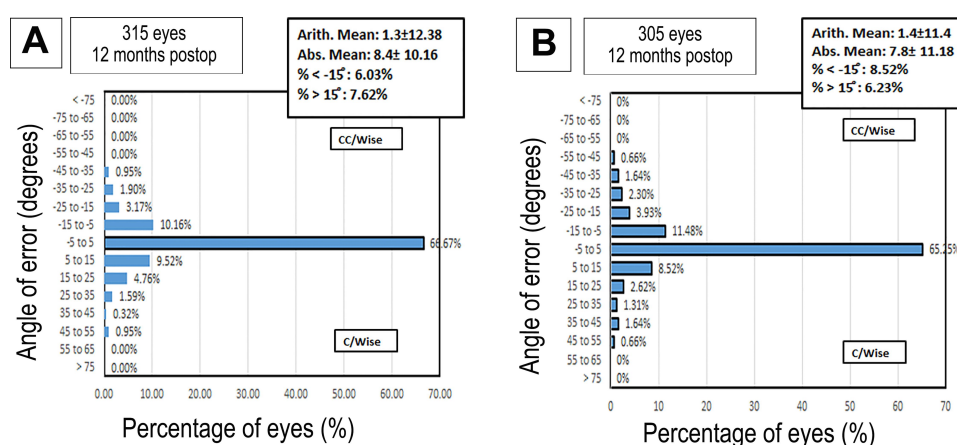 A
315 eyes
12 months postop
Arith. Mean: 1.3±12.38
Abs. Mean: 8.4± 10.16
% < -15°: 6.03%
% > 15°: 7.62%
Angle of error (degrees)
< -75 0.00%
-75 to -65 0.00%
-65 to -55 0.00%
-55 to -45 0.00%
-45 to -35 0.95%
-35 to -25 1.90%
-25 to -15 3.17%
-15 to -5 10.16%
-5 to 5 66.67%
5 to 15 9.52%
15 to 25 4.76%
25 to 35 1.59%
35 to 45 0.32%
45 to 55 0.95%
55 to 65 0.00%
> 75 0.00%
CC/Wise
C/Wise
0.00 10.00 20.00 30.00 40.00 50.00 60.00 70.00
Percentage of eyes (%)
B
305 eyes
12 months postop
Arith. Mean: 1.4±11.4
Abs. Mean: 7.8± 11.18
% < -15°: 8.52%
% > 15°: 6.23%
Angle of error (degrees)
< -75 0%
-75 to -65 0%
-65 to -55 0%
-55 to -45 0.66%
-45 to -35 1.64%
-35 to -25 2.30%
-25 to -15 3.93%
-15 to -5 11.48%
-5 to 5 65.25%
5 to 15 8.52%
15 to 25 2.62%
25 to 35 1.31%
35 to 45 1.64%
45 to 55 0.66%
55 to 65 0%
> 75 0%
CC/Wise
C/Wise
0 10 20 30 40 50 60 70
Percentage of eyes (%)